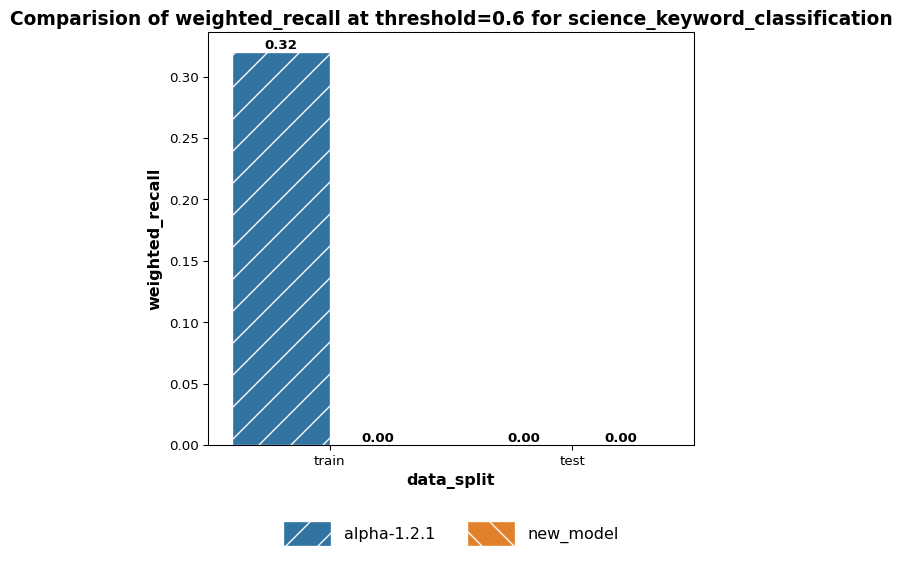 Comparision of weighted_recall at threshold=0.6 for science_keyword_classification
0.32
0.30
0.25
0.20
0.15
0.10
0.05
0.00
weighted_recall
0.00
0.00
0.00
train
test
data_split
alpha-1.2.1
new_model